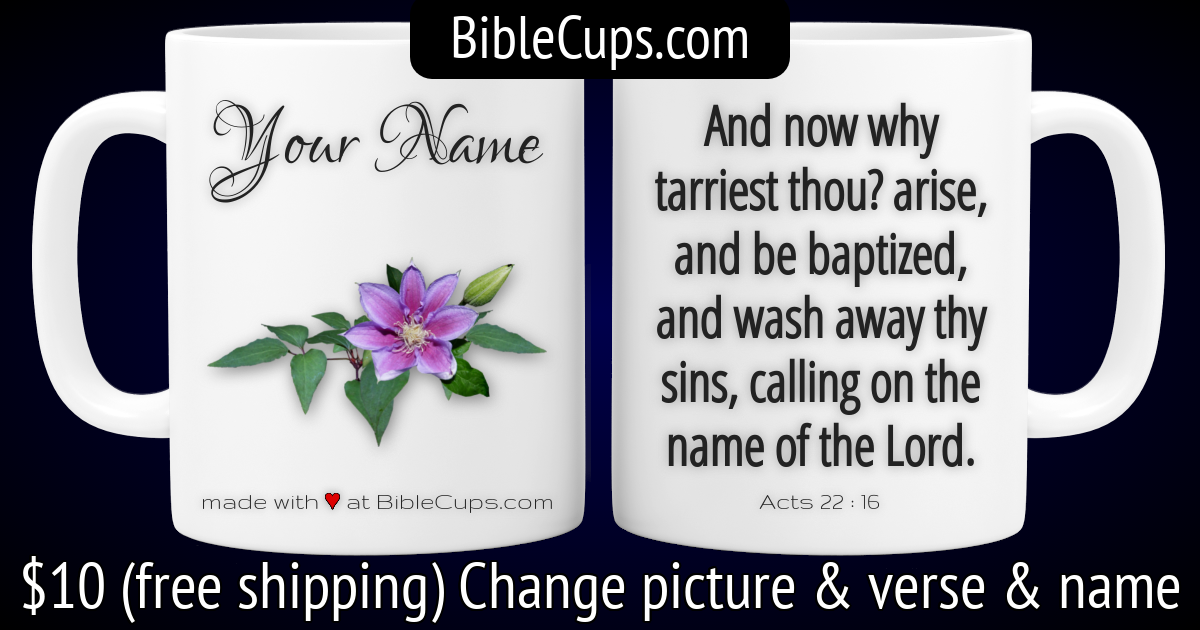 BibleCups.com
Your Name
made with ♥ at BibleCups.com
And now why
tarriest thou? arise,
and be baptized,
and wash away thy
sins, calling on the
name of the Lord.
Acts 22 : 16
$10 (free shipping) Change picture & verse & name